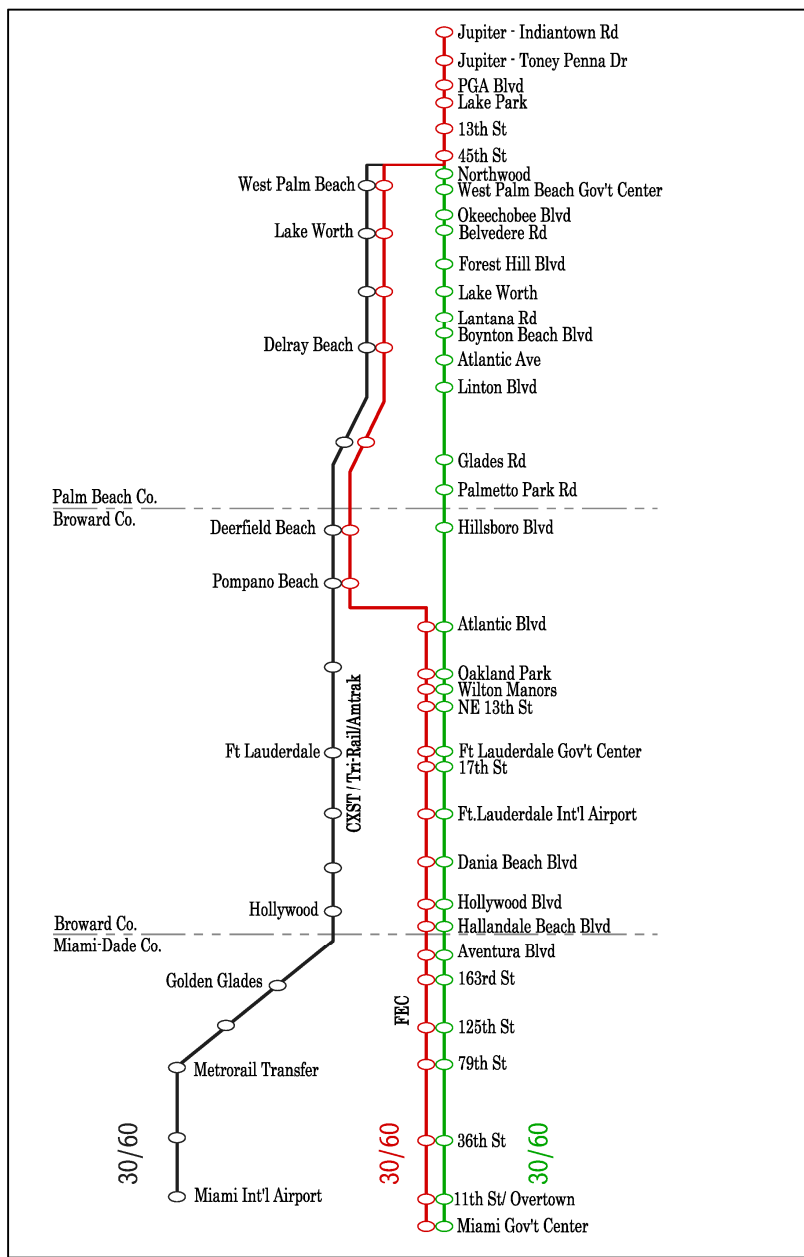 Jupiter - Indiantown Rd
Jupiter - Toney Penna Dr
PGA Blvd
Lake Park
13th St
45th St
Northwood
West Palm Beach
West Palm Beach Gov't Center
Okeechobee Blvd
Lake Worth
Belvedere Rd
Forest Hill Blvd
Lake Worth
Lantana Rd
Boynton Beach Blvd
Delray Beach
Atlantic Ave
Linton Blvd
Glades Rd
Palmetto Park Rd
Palm Beach Co.
Broward Co.
Deerfield Beach
Hillsboro Blvd
Pompano Beach
Atlantic Blvd
Oakland Park
Wilton Manors
NE 13th St
Ft Lauderdale
CXST / Tri-Rail/Amtrak
Ft Lauderdale Gov't Center
17th St
Ft.Lauderdale Int'l Airport
Dania Beach Blvd
Hollywood
Hollywood Blvd
Hallandale Beach Blvd
Broward Co.
Miami-Dade Co.
Aventura Blvd
Golden Glades
163rd St
FEC
125th St
Metrorail Transfer
79th St
30/60
30/60
36th St
30/60
Miami Int'l Airport
11th St/ Overtown
Miami Gov't Center